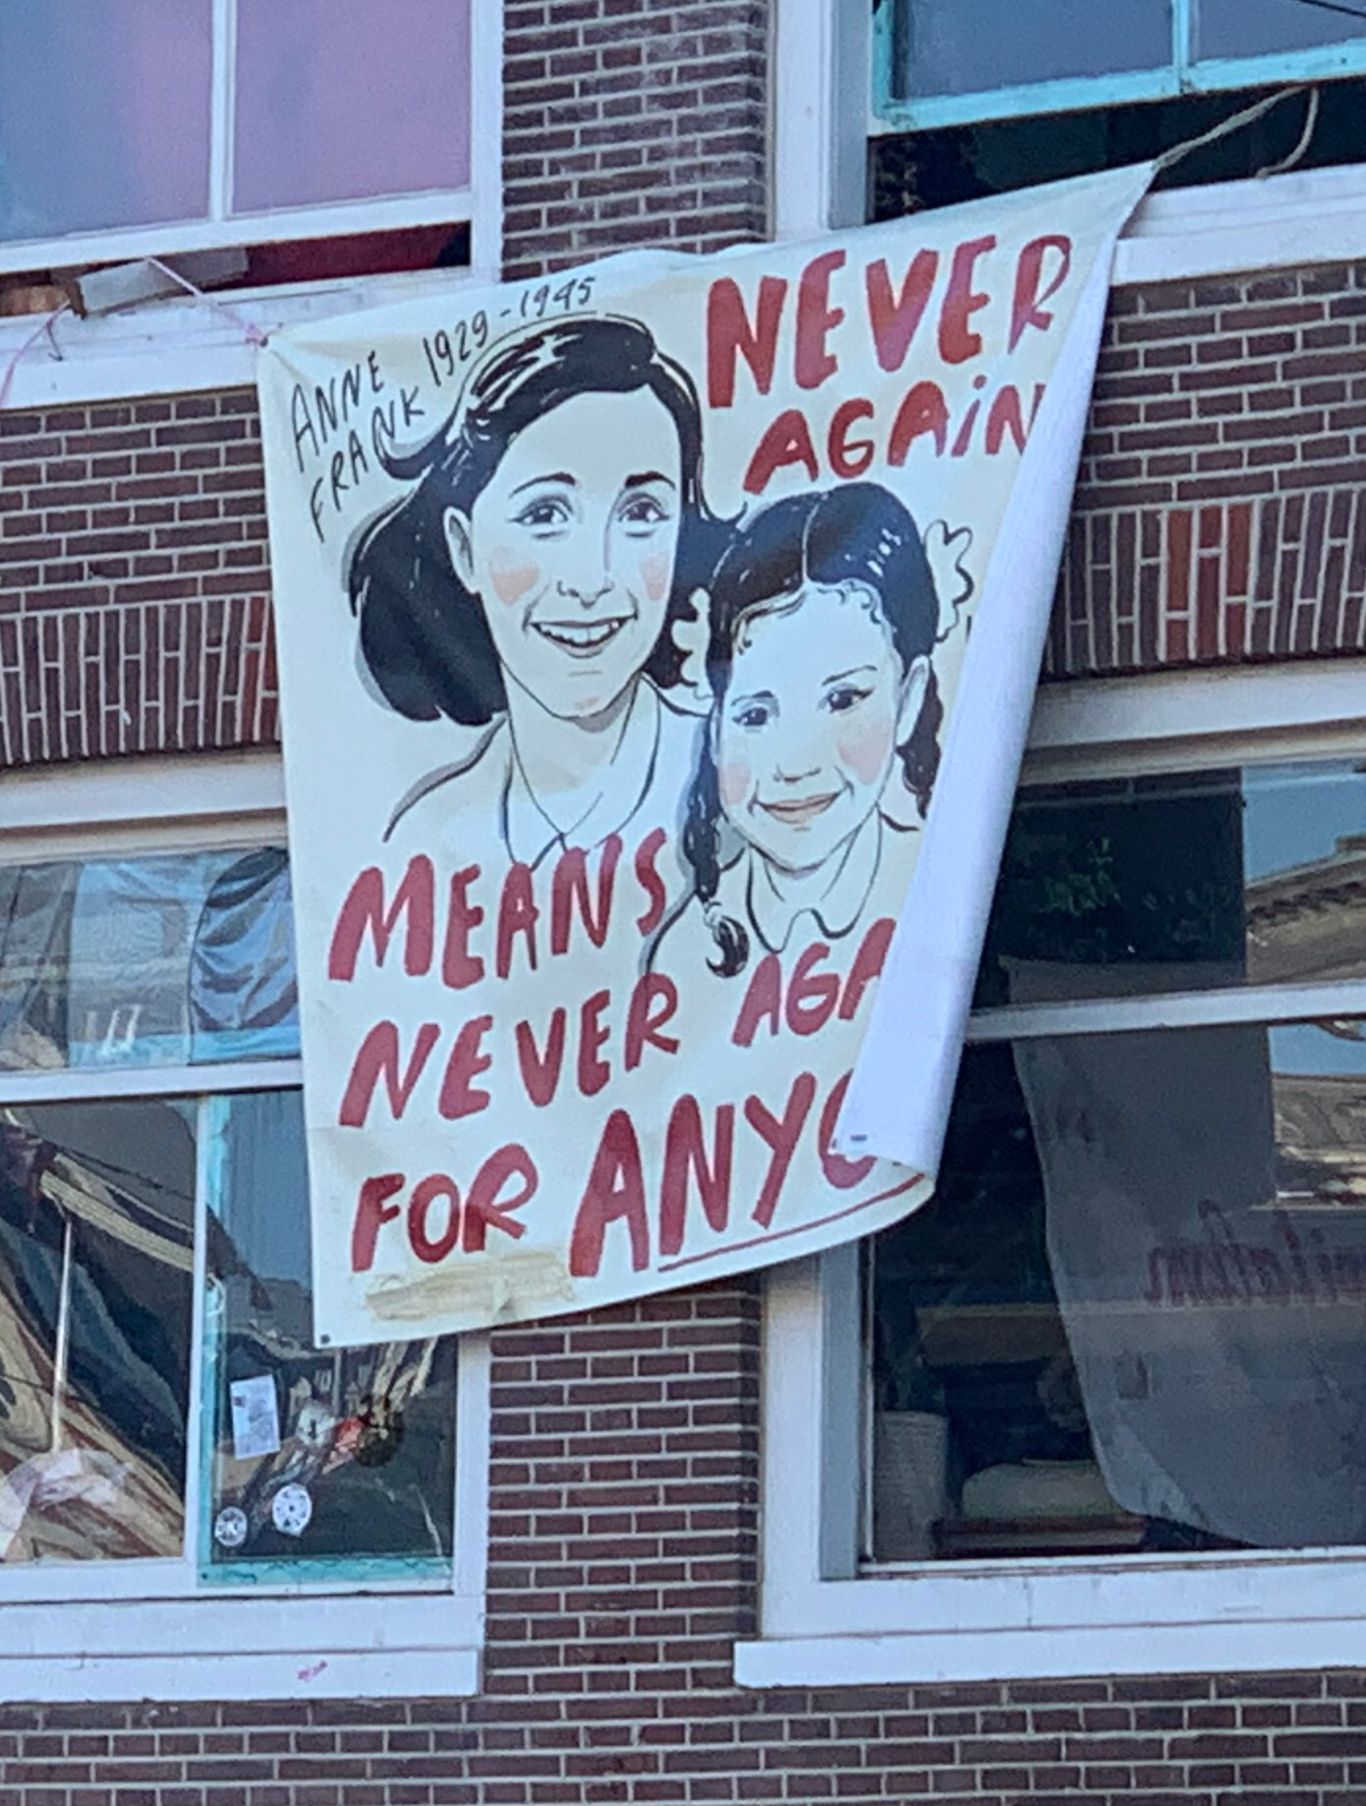 ANNE
FRANK 1929-1945
NEVER
AGAiN
MEANS
NEVER AGA
FOR ANYO